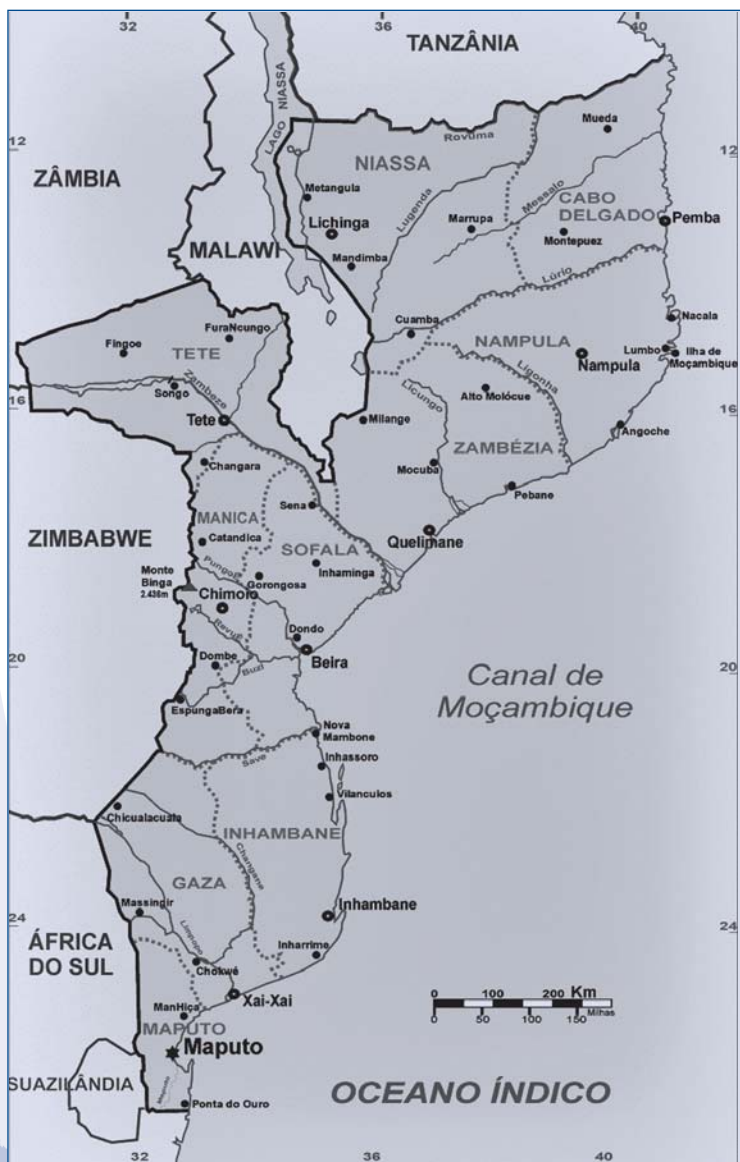 32
36
40
TANZÂNIA
LAGO NIASSA
12
Rovuma
Mueda
12
NIASSA
ZÂMBIA
Metangula
Lugenda
Messalo
CABO
DELGADO
Pemba
Lichinga
Marrupa
Montepuez
MALAWI
Mandimba
Lúrio
Cuamba
Nacala
FuraNcungo
Fingoe
TETE
NAMPULA
Nampula
Lumbo
Ilha de
Moçambique
Songo
Zambeze
Ligonha
Licungo
Alto Molócue
16
16
Tete
Milange
Angoche
ZAMBÉZIA
Changara
Mocuba
Pebane
MANICA
Sena
ZIMBABWE
Catandica
SOFALA
Quelimane
Inhaminga
Monte
Binga
2.436m
Gorongosa
Chimoio
Dondo
Beira
Dombe
Buzi
20
20
Canal de
Moçambique
EspungaBera
Nova
Mambone
Save
Inhassoro
Vilanculos
Chicualacuala
INHAMBANE
Changane
GAZA
Massingir
Inhambane
24
24
ÁFRICA
DO SUL
Limpopo
Inharrime
Chokwé
Xai-Xai
0 100 200 Km
0 50 100 150 Milhas
ManHiça
MAPUTO
Maputo
SUAZILÂNDIA
OCEANO ÍNDICO
Ponta do Ouro
32
36
40